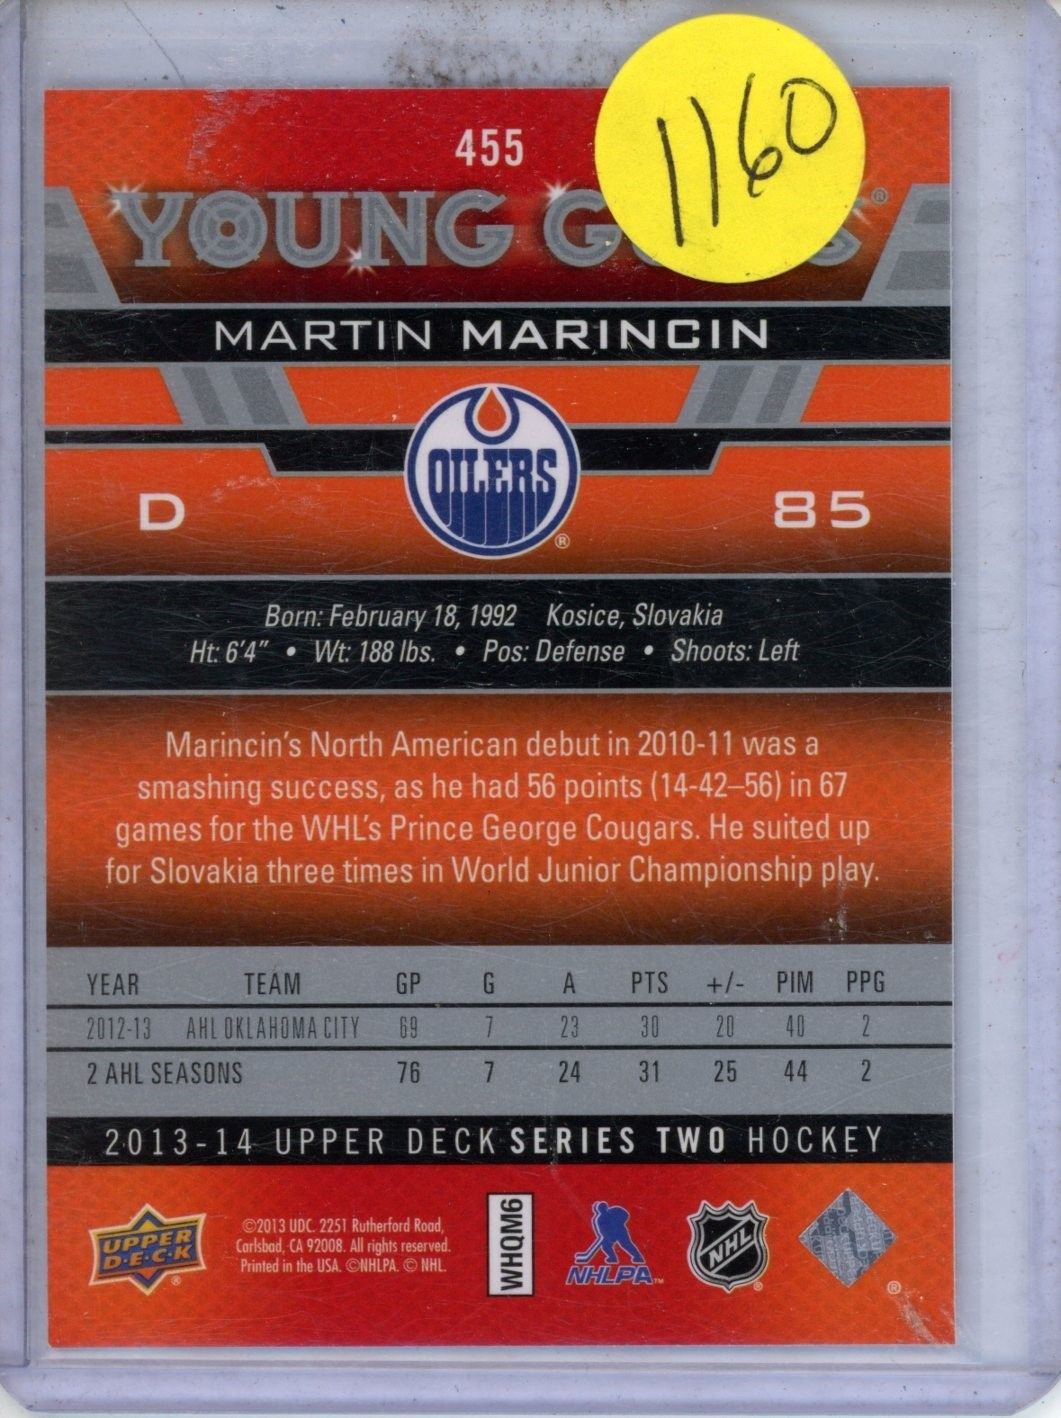 1160
455
YOUNG G S®
MARTIN MARINCIN
OILERS
®
D 85
Born: February 18, 1992 Kosice, Slovakia
Ht: 6'4" • Wt: 188 lbs. • Pos: Defense • Shoots: Left
Marincin's North American debut in 2010-11 was a
smashing success, as he had 56 points (14-42–56) in 67
games for the WHL's Prince George Cougars. He suited up
for Slovakia three times in World Junior Championship play.
YEAR TEAM GP G A PTS +/- PIM PPG
2012-13 AHL OKLAHOMA CITY 69 7 23 30 20 40 2
2 AHL SEASONS 76 7 24 31 25 44 2
2013-14 UPPER DECK SERIES TWO HOCKEY
UPPER
D·E·C·K
®
©2013 UDC. 2251 Rutherford Road,
Carlsbad, CA 92008. All rights reserved.
Printed in the USA. ©NHLPA. © NHL.
WHQM6
NHLPA™
NHL
®
®